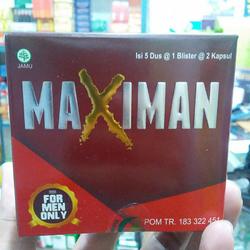 JAMU
Isi 5 Dus @ 1 Blister @ 2 Kapsul
MAXIMAN
FOR
MEN
ONLY
POM TR. 183 322 451